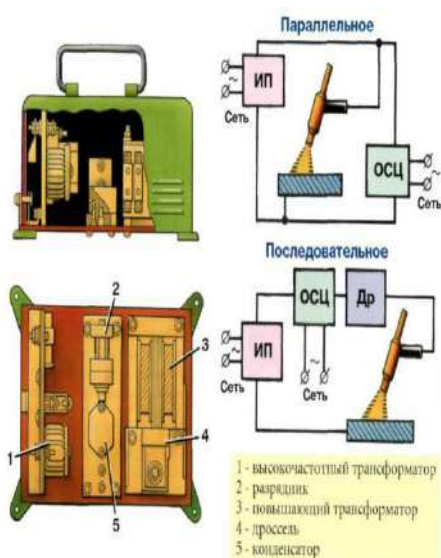 Параллельное
ИП
Сеть
ОСЦ
Сеть
Последовательное
ОСЦ
Др
ИП
Сеть
Сеть
2
3
1
4
5
1 - высокочастотный трансформатор
2 - разрядник
3 - повышающий трансформатор
4 - дроссель
5 - конденсатор